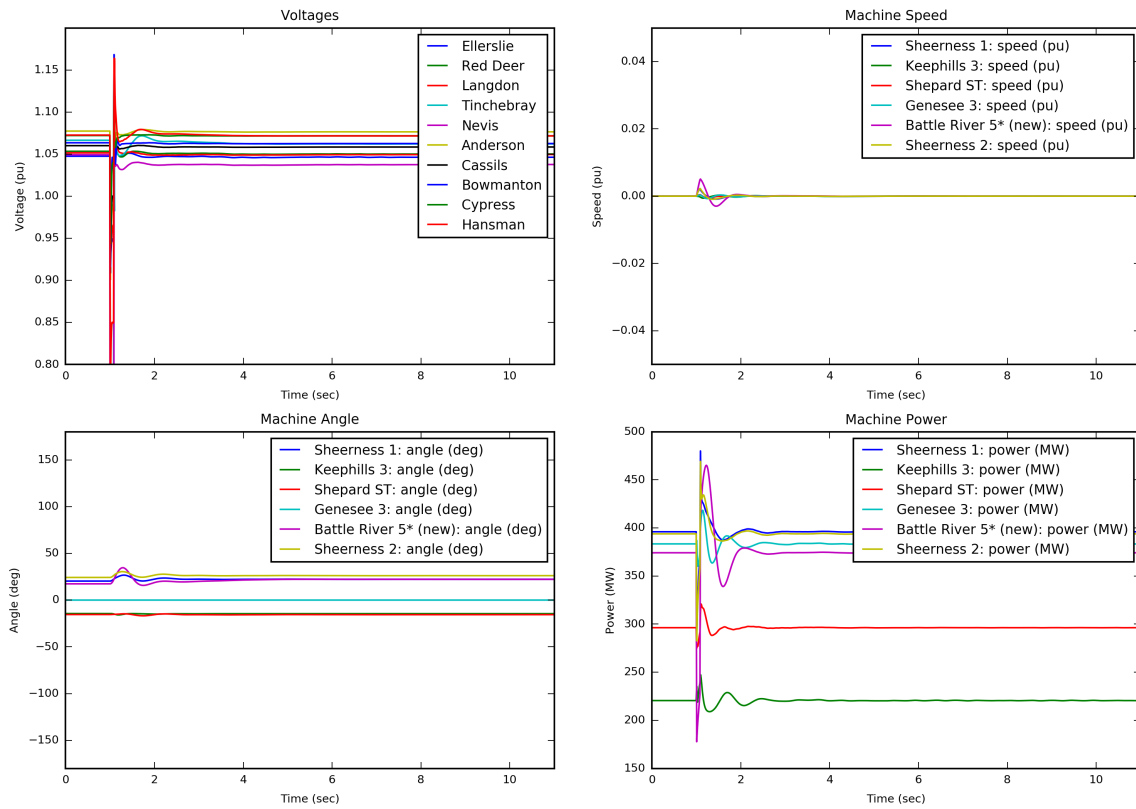 Voltages
Voltage (pu)
1.15
1.10
1.05
1.00
0.95
0.90
0.85
0.80
Ellerslie
Red Deer
Langdon
Tinchebray
Nevis
Anderson
Cassils
Bowmanton
Cypress
Hansman
0 2 4 6 8 10
Time (sec)
Machine Speed
Speed (pu)
0.04
0.02
0.00
−0.02
−0.04
Sheerness 1: speed (pu)
Keephills 3: speed (pu)
Shepard ST: speed (pu)
Genesee 3: speed (pu)
Battle River 5* (new): speed (pu)
Sheerness 2: speed (pu)
0 2 4 6 8 10
Time (sec)
Machine Angle
Angle (deg)
150
100
50
0
−50
−100
−150
Sheerness 1: angle (deg)
Keephills 3: angle (deg)
Shepard ST: angle (deg)
Genesee 3: angle (deg)
Battle River 5* (new): angle (deg)
Sheerness 2: angle (deg)
0 2 4 6 8 10
Time (sec)
Machine Power
Power (MW)
500
450
400
350
300
250
200
150
Sheerness 1: power (MW)
Keephills 3: power (MW)
Shepard ST: power (MW)
Genesee 3: power (MW)
Battle River 5* (new): power (MW)
Sheerness 2: power (MW)
0 2 4 6 8 10
Time (sec)